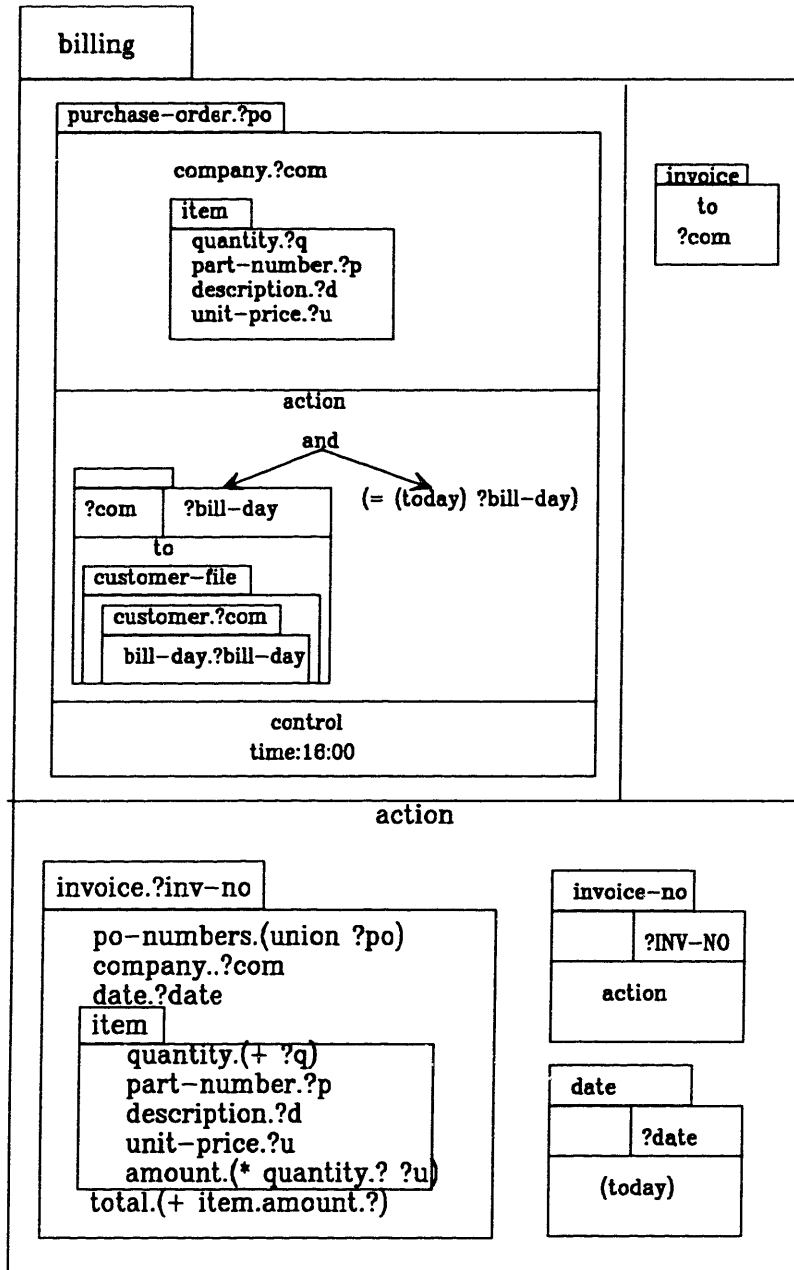 billing
purchase-order.?po
company.?com
item
quantity.?q
part-number.?p
description.?d
unit-price.?u
invoice
to
?com
action
and
?com ?bill-day
(= (today) ?bill-day)
to
customer-file
customer.?com
bill-day.?bill-day
control
time:16:00
action
invoice.?inv-no
po-numbers.(union ?po)
company..?com
date.?date
item
quantity.(+ ?q)
part-number.?p
description.?d
unit-price.?u
amount.(* quantity.? ?u)
total.(+ item.amount.?)
invoice-no
?INV-NO
action
date
?date
(today)